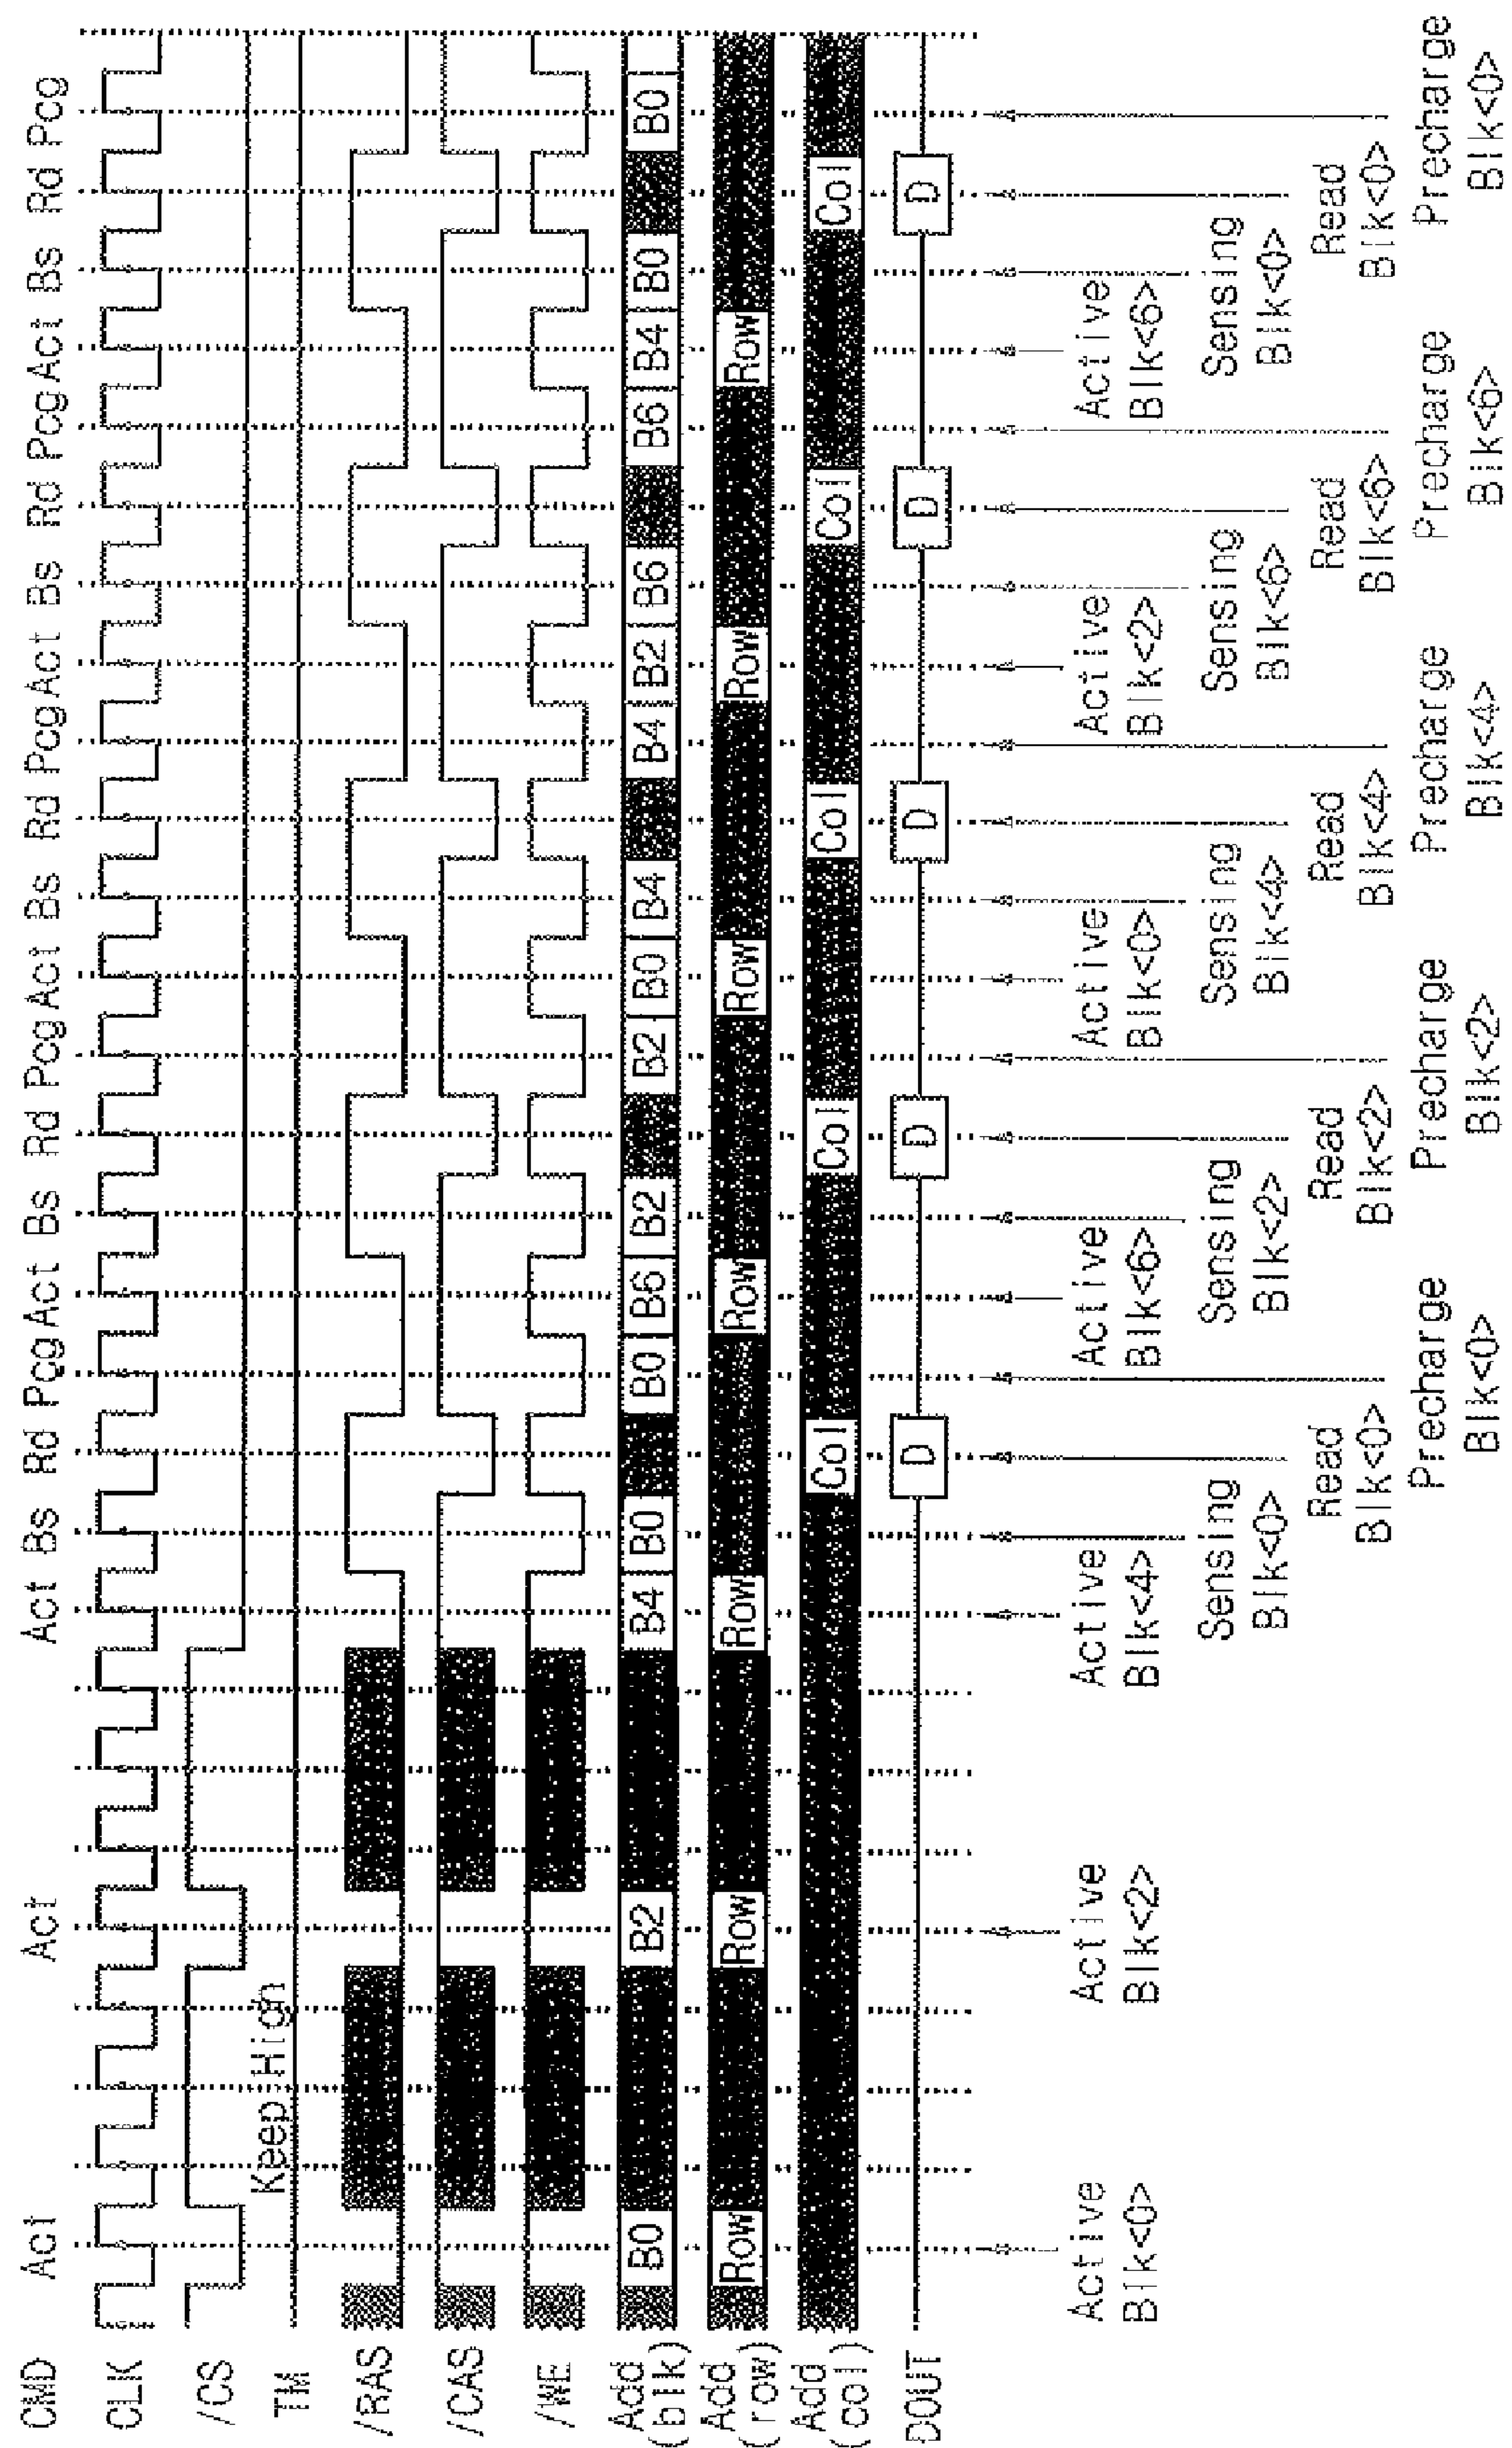 CMD Act Act Act Bs Rd Pcg Act Bs Rd Pcg Act Bs Rd Pcg Act Bs Rd Pcg Act Bs Rd Pcg
CLK
/CS
Keep High
TM
/RAS
/CAS
/WE
Add
(blk) B0 B2 B4 B0 B0 B6 B2 B2 B0 B4 B4 B2 B6 B6 B4 B0 B0
Add
(row) Row Row Row Row Row Row Row
Add
(col) Col Col Col Col Col
DOUT D D D D D
Active Active Active Active Active Active Active
Blk<0> Blk<2> Blk<4> Blk<6> Blk<0> Blk<2> Blk<6>
Sensing Sensing Sensing Sensing Sensing
Blk<0> Blk<2> Blk<4> Blk<6> Blk<0>
Read Read Read Read Read
Blk<0> Blk<2> Blk<4> Blk<6> Blk<0>
Precharge Precharge Precharge Precharge Precharge
Blk<0> Blk<2> Blk<4> Blk<6> Blk<0>